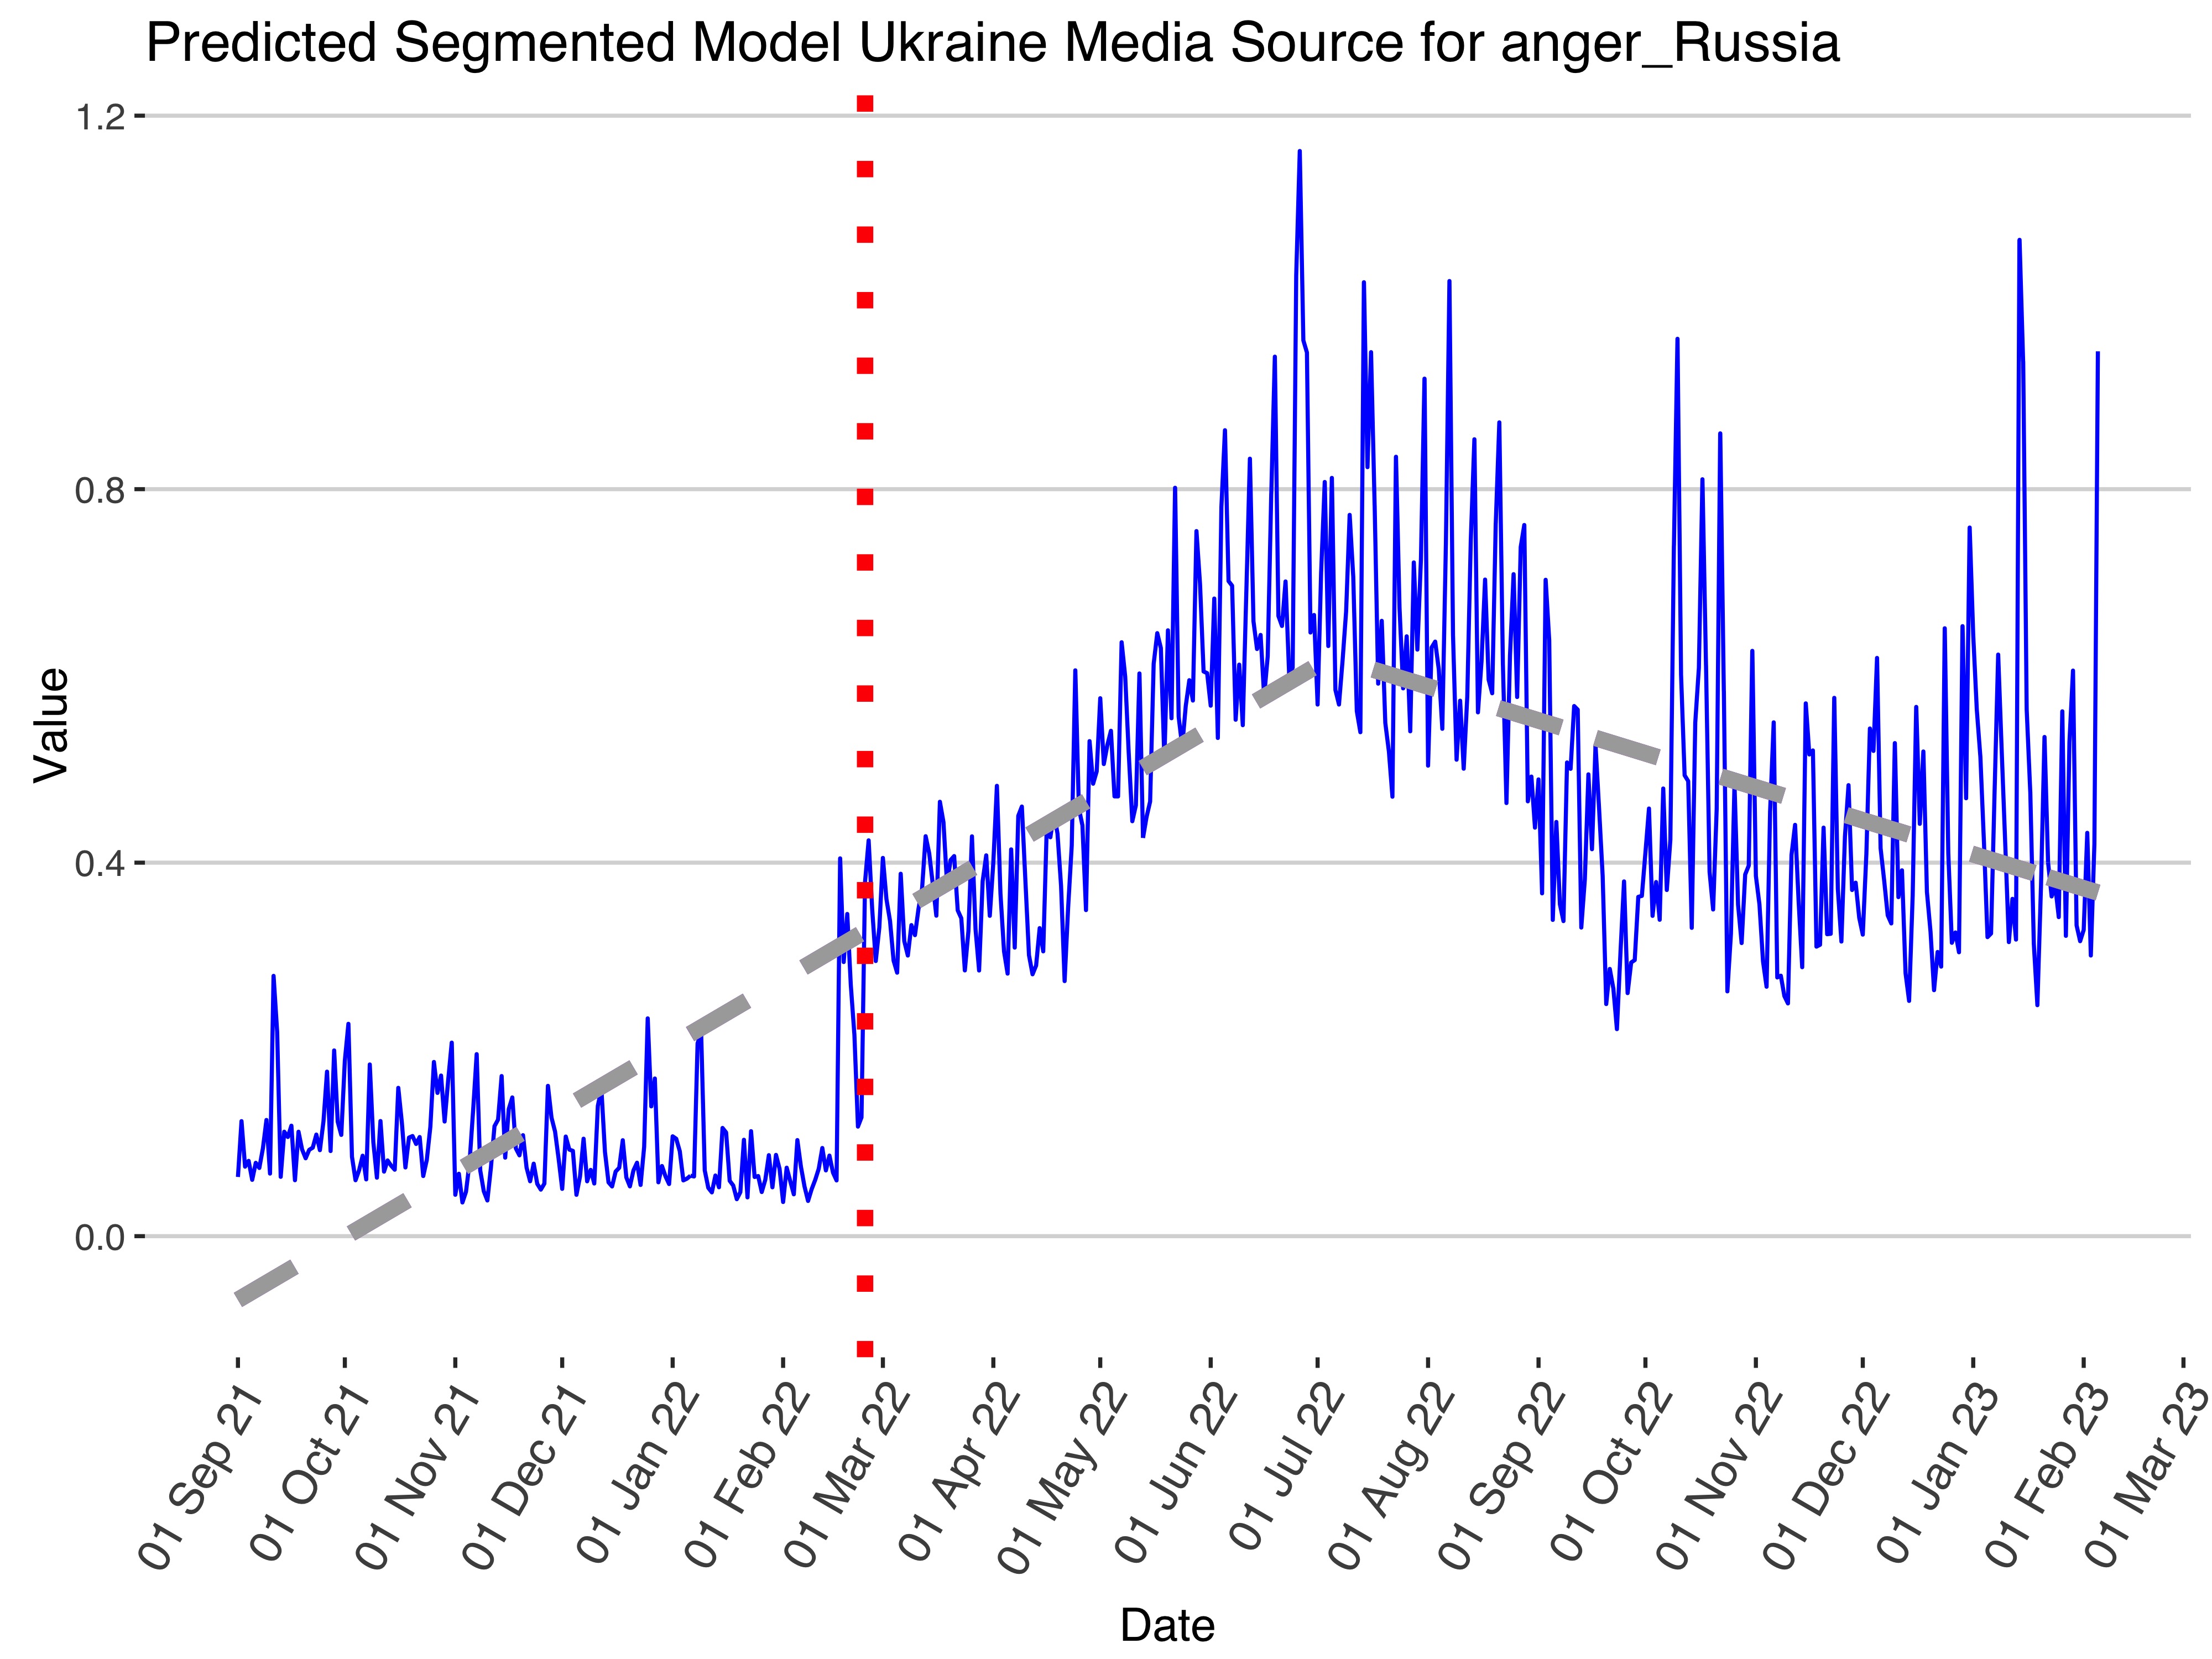 Predicted Segmented Model Ukraine Media Source for anger_Russia
Value
1.2
0.8
0.4
0.0
01 Sep 21
01 Oct 21
01 Nov 21
01 Dec 21
01 Jan 22
01 Feb 22
01 Mar 22
01 Apr 22
01 May 22
01 Jun 22
01 Jul 22
01 Aug 22
01 Sep 22
01 Oct 22
01 Nov 22
01 Dec 22
01 Jan 23
01 Feb 23
01 Mar 23
Date